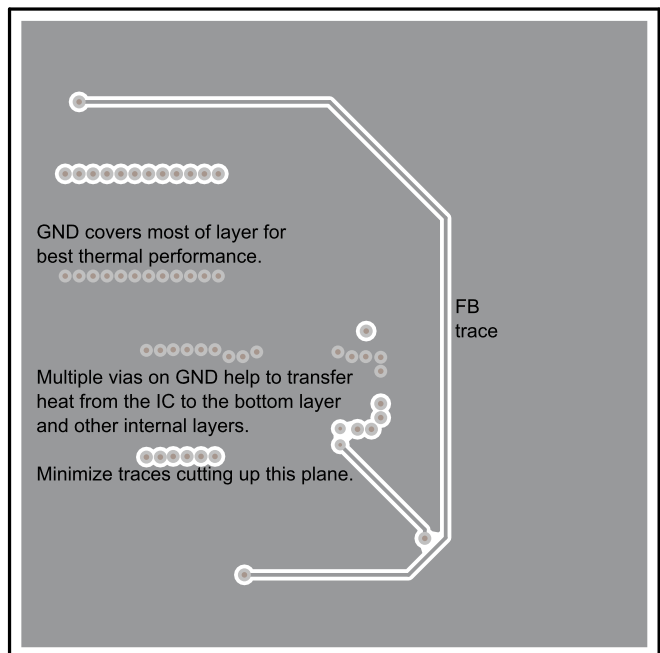 GND covers most of layer for
best thermal performance.
FB
trace
Multiple vias on GND help to transfer
heat from the IC to the bottom layer
and other internal layers.
Minimize traces cutting up this plane.